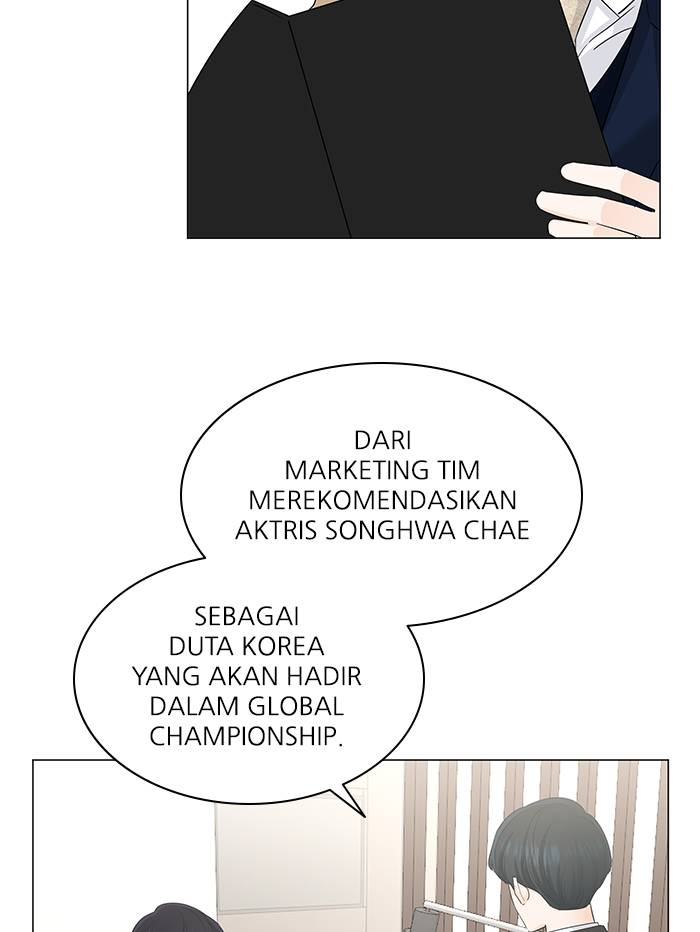 DARI
MARKETING TIM
MEREKOMENDASIKAN
AKTRIS SONGHWA CHAE
SEBAGAI
DUTA KOREA
YANG AKAN HADIR
DALAM GLOBAL
CHAMPIONSHIP.